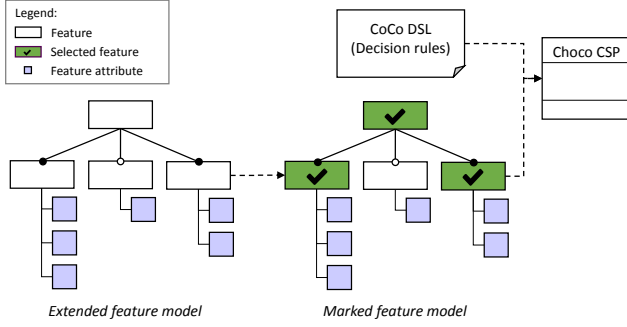 Legend:
Feature
Selected feature
Feature attribute
CoCo DSL
(Decision rules)
Choco CSP
Extended feature model
Marked feature model